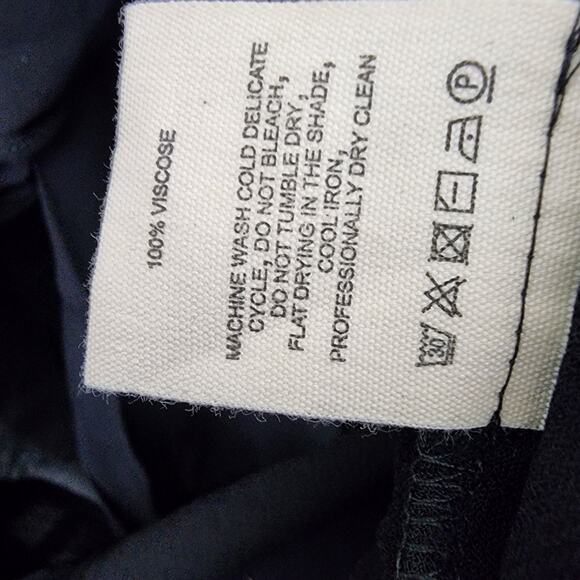 100% VISCOSE
MACHINE WASH COLD DELICATE
CYCLE, DO NOT BLEACH,
DO NOT TUMBLE DRY,
FLAT DRYING IN THE SHADE,
COOL IRON,
PROFESSIONALLY DRY CLEAN
30 P